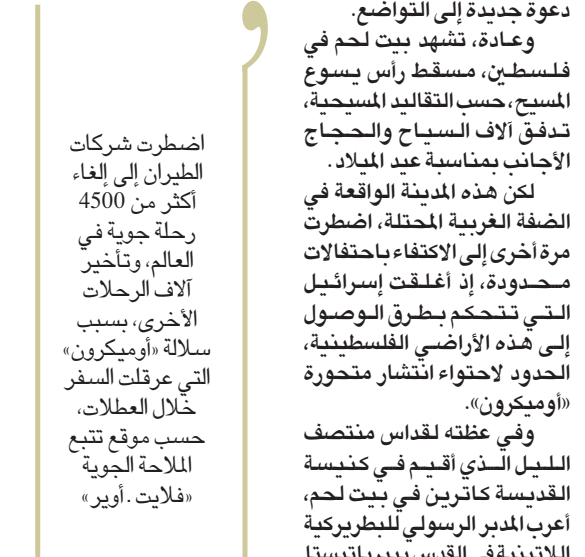 دعوة جديدة إلى التواضع.
وعادة، تشهد بيت لحم في
فلسطين، مسقط رأس يسوع
المسيح،حسب التقاليد المسيحية،
تدفق آلاف السياح والحجاج
الأجانب بمناسبة عيد الميلاد.
لكن هذه المدينة الواقعة في
الضفة الغربية المحتلة، اضطرت
مرة أخرى إلى الاكتفاء باحتفالات
محدودة، إذ أغلقت إسرائيل
التي تتحكم بطرق الوصول
إلى هذه الأراضي الفلسطينية،
الحدود لاحتواء انتشار متحورة
«أوميكرون».
وفي عظته لقداس منتصف
الليل الذي أقيم في كنيسة
القديسة كاترين في بيت لحم،
أعرب المدبر الرسولي للبطريركية
اللاتينية في القدس بييرباتيستا
اضطرت شركات
الطيران إلى إلغاء
أكثر من 4500
رحلة جوية في
العالم، وتأخير
آلاف الرحلات
الأخرى، بسبب
سلالة «أوميكرون»
التي عرقلت السفر
خلال العطلات،
حسب موقع تتبع
الملاحة الجوية
«فلايت . أوير»